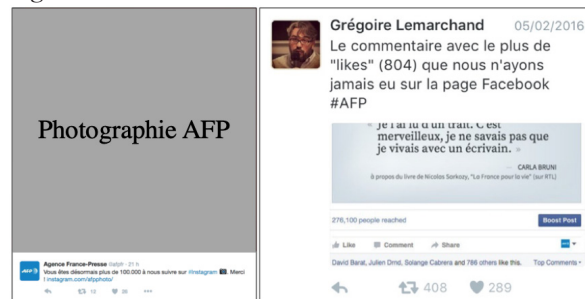 Photographie AFP
Agence France-Presse @afpfr · 21 h
Vous êtes désormais plus de 100.000 à nous suivre sur #Instagram Merci
! instagram.com/afpphoto/
12 26
Grégoire Lemarchand 05/02/2016
Le commentaire avec le plus de
"likes" (804) que nous n'ayons
jamais eu sur la page Facebook
#AFP
« Je l'ai lu d'un trait. C'est
merveilleux, je ne savais pas que
je vivais avec un écrivain. »
CARLA BRUNI
à propos du livre de Nicolas Sarkozy, "La France pour la vie" (sur RTL)
276,100 people reached Boost Post
Like Comment Share
David Barat, Julien Dmd, Solange Cabrera and 786 others like this. Top Comments
408 289